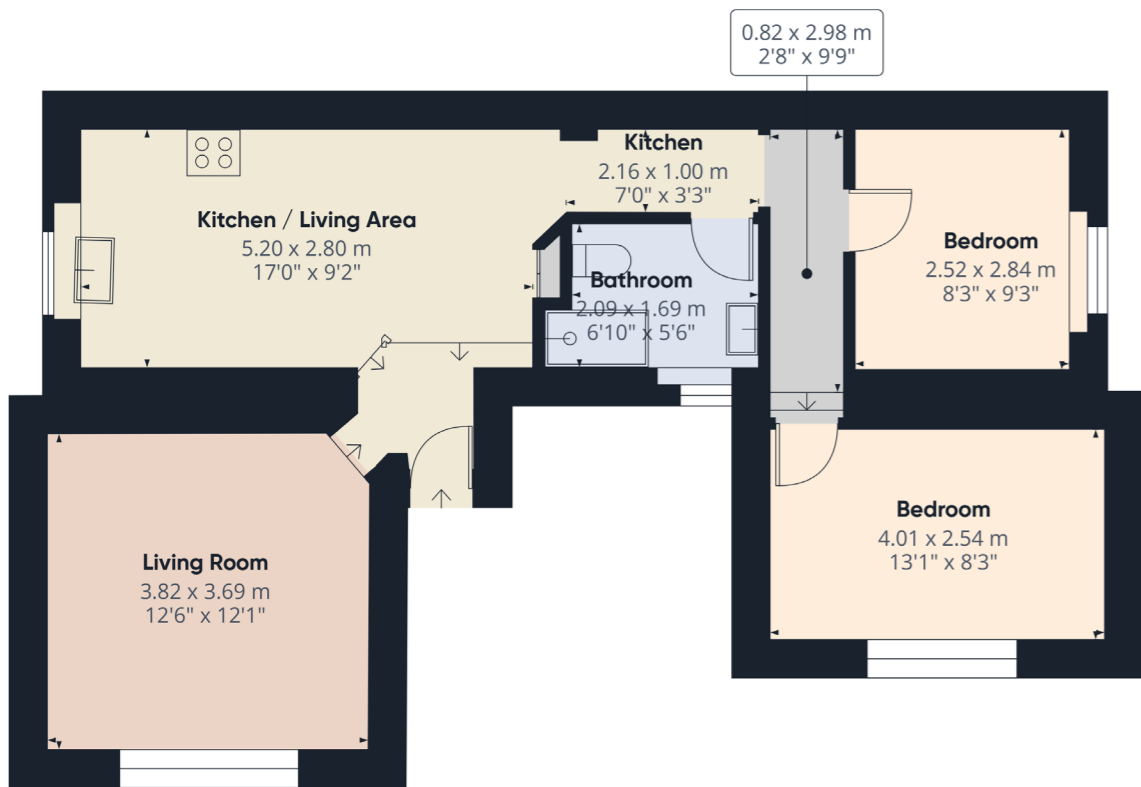 0.82 x 2.98 m
2'8" x 9'9"
Kitchen
2.16 x 1.00 m
7'0" x 3'3"
Kitchen / Living Area
5.20 x 2.80 m
17'0" x 9'2"
Bathroom
2.09 x 1.69 m
6'10" x 5'6"
Bedroom
2.52 x 2.84 m
8'3" x 9'3"
Bedroom
4.01 x 2.54 m
13'1" x 8'3"
Living Room
3.82 x 3.69 m
12'6" x 12'1"